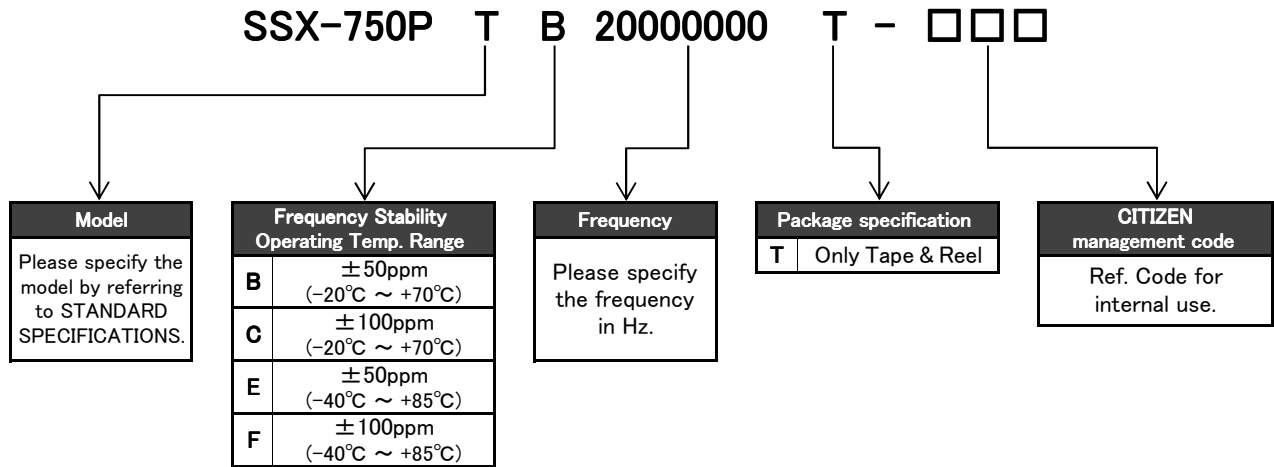 SSX-750P T B 20000000 T - □□□
Model
Please specify the
model by referring
to STANDARD
SPECIFICATIONS.
Frequency Stability
Operating Temp. Range
B ±50ppm
(-20℃ ～ +70℃)
C ±100ppm
(-20℃ ～ +70℃)
E ±50ppm
(-40℃ ～ +85℃)
F ±100ppm
(-40℃ ～ +85℃)
Frequency
Please specify
the frequency
in Hz.
Package specification
T Only Tape & Reel
CITIZEN
management code
Ref. Code for
internal use.